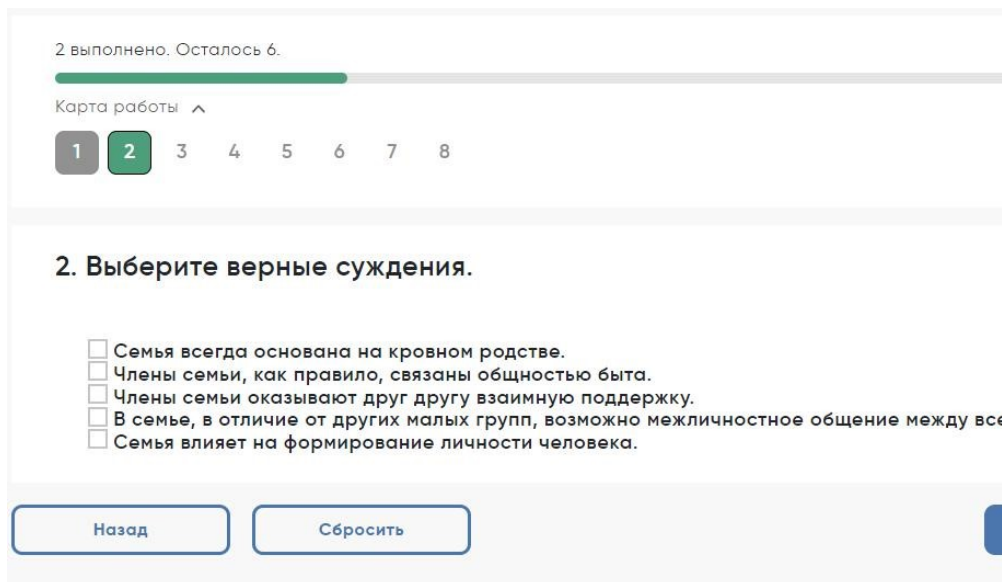 2 выполнено. Осталось 6.
Карта работы
1 2 3 4 5 6 7 8
2. Выберите верные суждения.
Семья всегда основана на кровном родстве.
Члены семьи, как правило, связаны общностью быта.
Члены семьи оказывают друг другу взаимную поддержку.
В семье, в отличие от других малых групп, возможно межличностное общение между все
Семья влияет на формирование личности человека.
Назад Сбросить